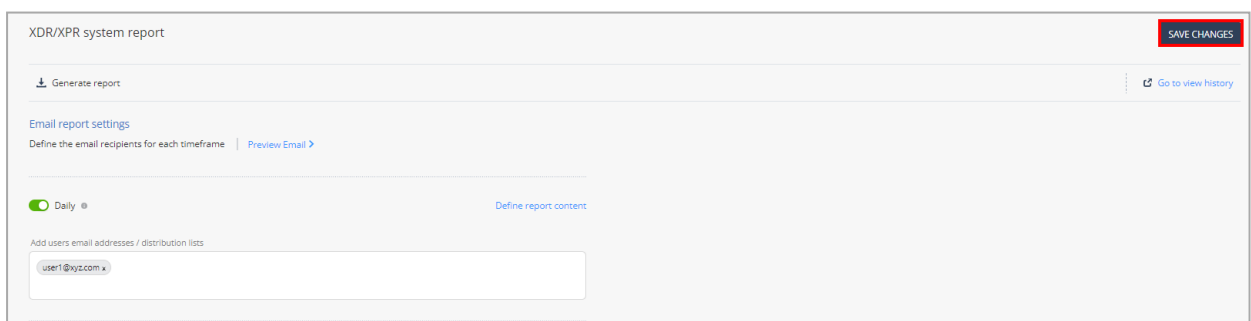 XDR/XPR system report
SAVE CHANGES
Generate report
Go to view history
Email report settings
Define the email recipients for each timeframe
Preview Email
Daily
Define report content
Add users email addresses / distribution lists
user1@xyz.com x